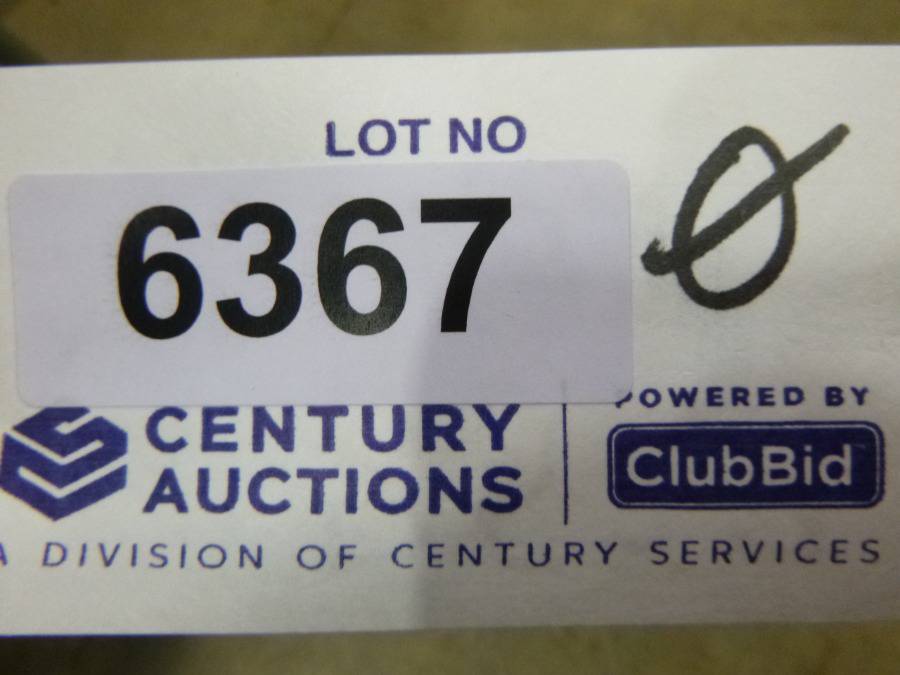 LOT NO
6367 Ø
CENTURY
AUCTIONS
POWERED BY
ClubBid
A DIVISION OF CENTURY SERVICES